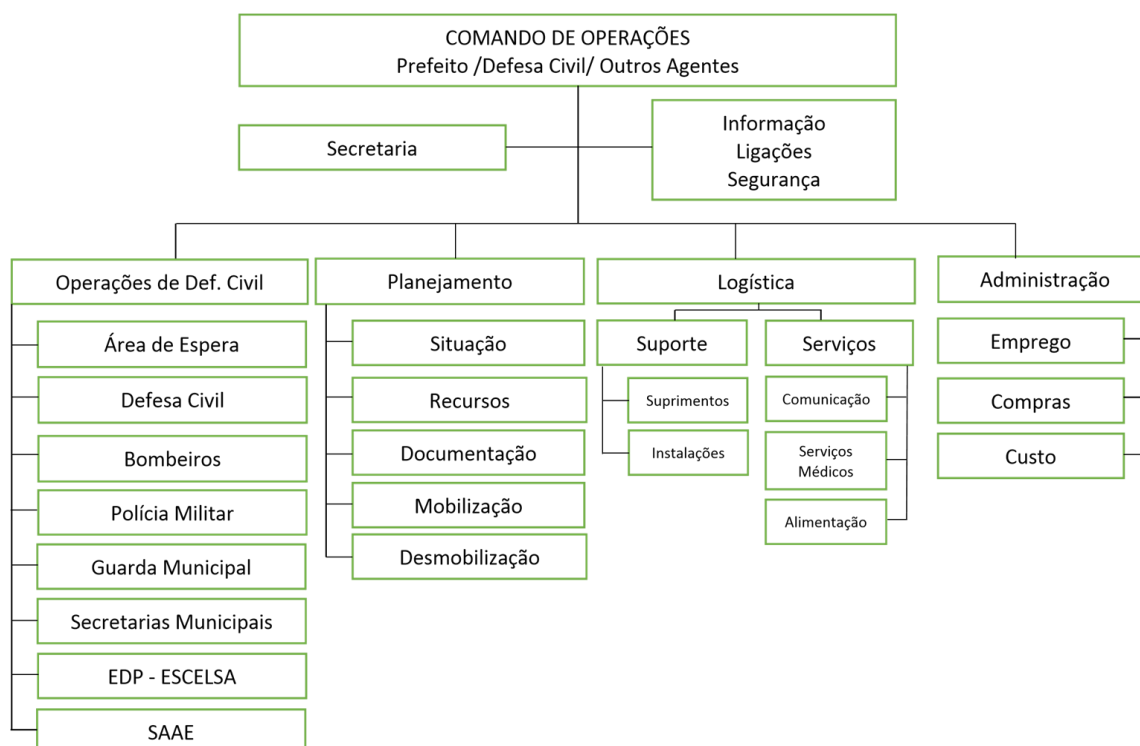 COMANDO DE OPERAÇÕES
Prefeito /Defesa Civil/ Outros Agentes
Secretaria
Informação
Ligações
Segurança
Operações de Def. Civil
Área de Espera
Defesa Civil
Bombeiros
Polícia Militar
Guarda Municipal
Secretarias Municipais
EDP - ESCELSA
SAAE
Planejamento
Situação
Recursos
Documentação
Mobilização
Desmobilização
Logística
Suporte
Suprimentos
Instalações
Serviços
Comunicação
Serviços
Médicos
Alimentação
Administração
Emprego
Compras
Custo